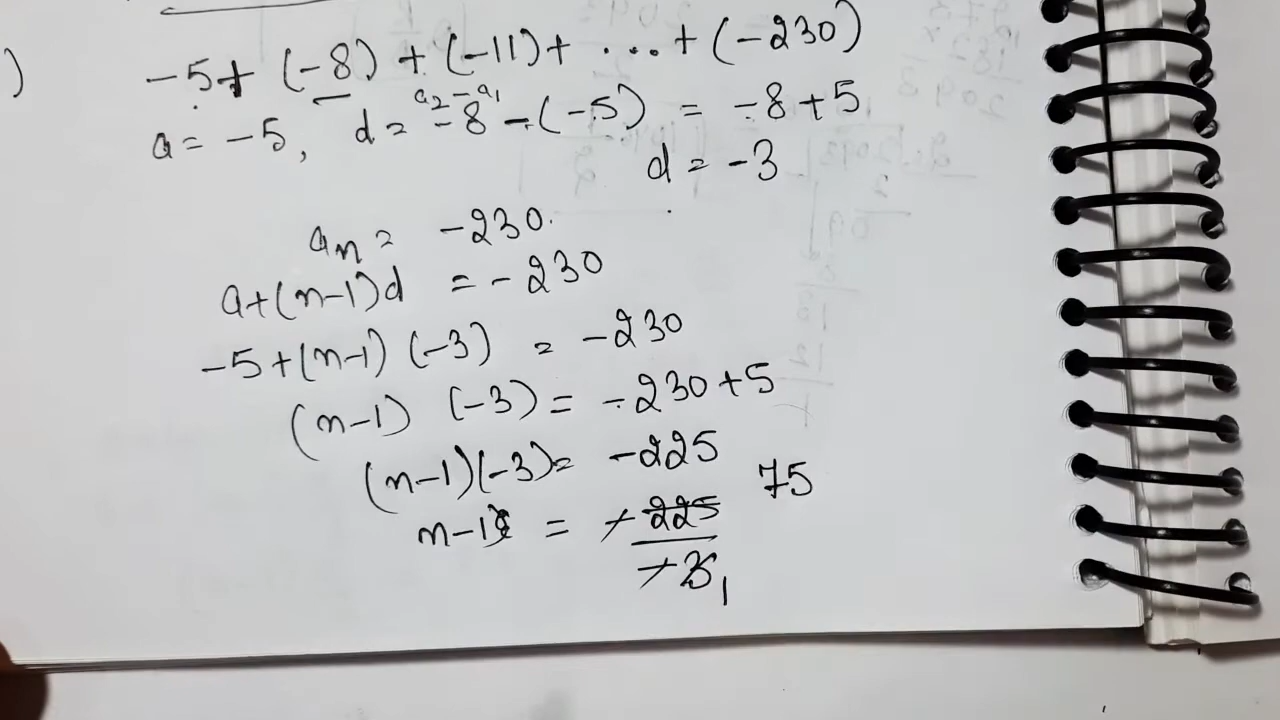 ) -5+ (-8) + (-11)+ ... + (-230)
a₂-a₁
a= -5, d= -8 -(-5) = -8+5
d= -3
aₙ= -230.
a+(n-1)d = -230
-5+(n-1) (-3) = -230
(n-1) (-3) = -230+5
(n-1)(-3)= -225
75
n-1 = -225
-3 1